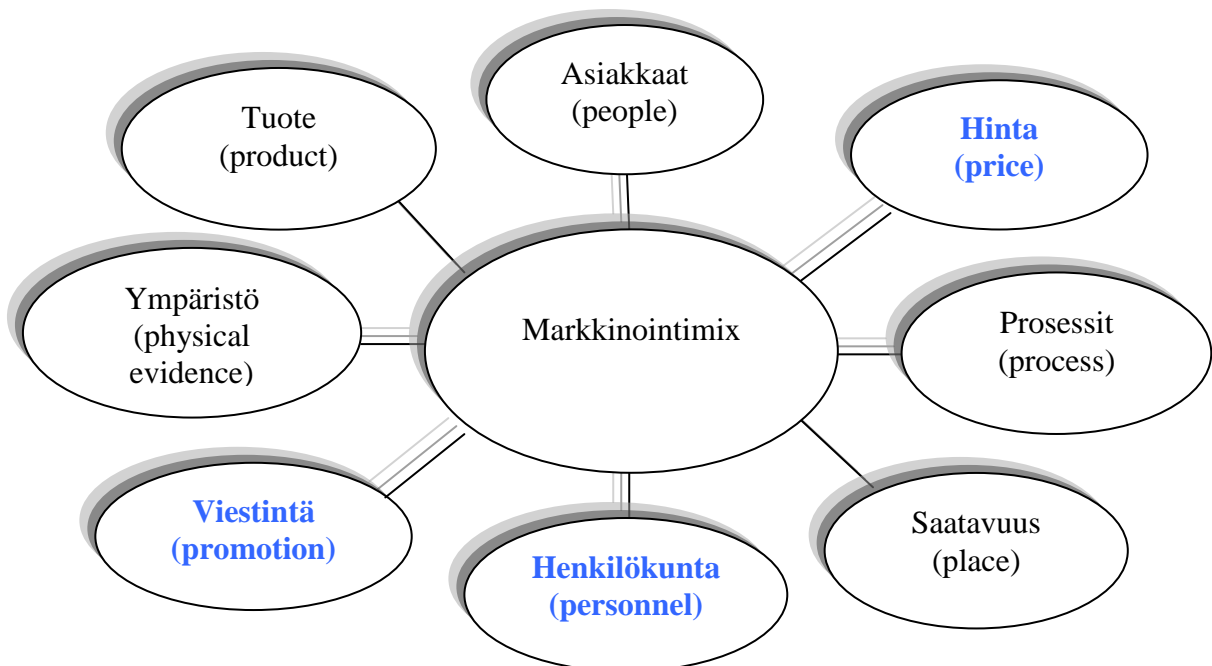 Asiakkaat
(people)
Tuote
(product)
Hinta
(price)
Ympäristö
(physical
evidence)
Markkinointimix
Prosessit
(process)
Viestintä
(promotion)
Henkilökunta
(personnel)
Saatavuus
(place)